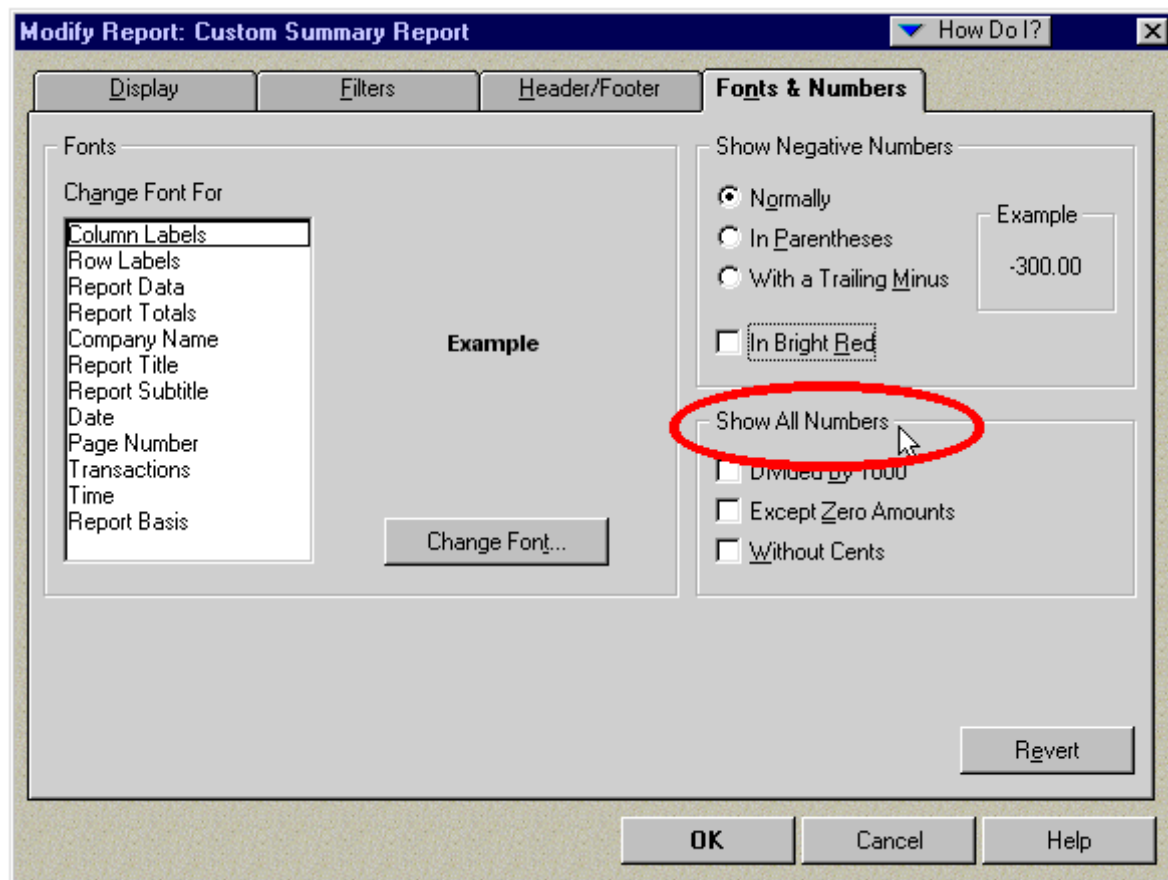 Modify Report: Custom Summary Report How Do I?
Display Filters Header/Footer Fonts & Numbers
Fonts
Change Font For
Column Labels
Row Labels
Report Data
Report Totals
Company Name
Report Title
Report Subtitle
Date
Page Number
Transactions
Time
Report Basis
Example
Change Font...
Show Negative Numbers
Normally
In Parentheses
With a Trailing Minus
In Bright Red
Example
-300.00
Show All Numbers
Divided By 1000
Except Zero Amounts
Without Cents
Revert
OK Cancel Help